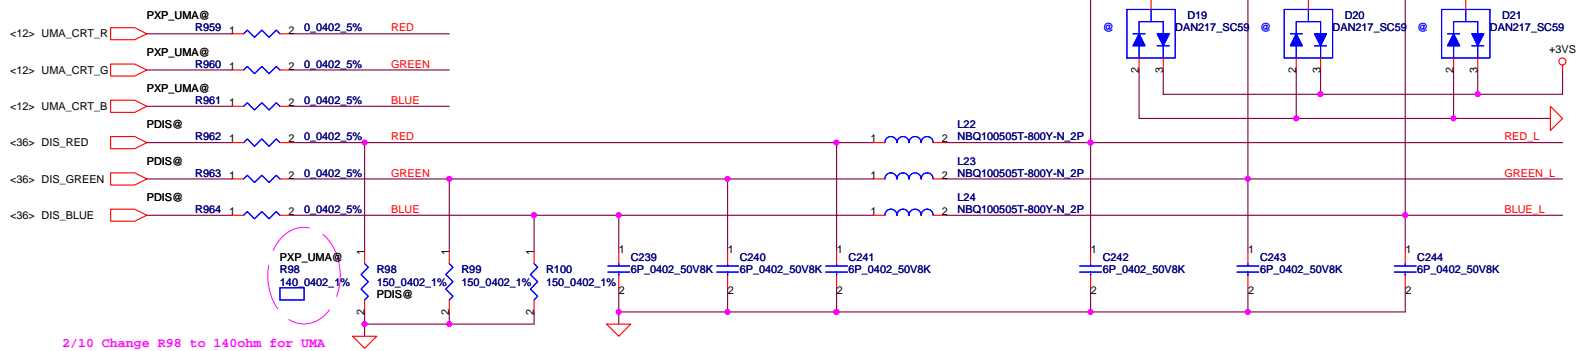 PXP_UMA@
<12> UMA_CRT_R R959 1 2 0_0402_5% RED
PXP_UMA@
<12> UMA_CRT_G R960 1 2 0_0402_5% GREEN
PXP_UMA@
<12> UMA_CRT_B R961 1 2 0_0402_5% BLUE
PDIS@
<36> DIS_RED R962 1 2 0_0402_5% RED
PDIS@
<36> DIS_GREEN R963 1 2 0_0402_5% GREEN
PDIS@
<36> DIS_BLUE R964 1 2 0_0402_5% BLUE
@
D19
DAN217_SC59
2 3
@
D20
DAN217_SC59
2 3
@
D21
DAN217_SC59
2 3
+3VS
L22
1 2 NBQ100505T-800Y-N_2P
RED_L
L23
1 2 NBQ100505T-800Y-N_2P
GREEN_L
L24
1 2 NBQ100505T-800Y-N_2P
BLUE_L
PXP_UMA@
R98
140_0402_1%
1
R98
150_0402_1%
PDIS@
2
1
R99
150_0402_1%
2
1
R100
150_0402_1%
2
1
C239
6P_0402_50V8K
2
1
C240
6P_0402_50V8K
2
1
C241
6P_0402_50V8K
2
1
C242
6P_0402_50V8K
2
1
C243
6P_0402_50V8K
2
1
C244
6P_0402_50V8K
2
2/10 Change R98 to 140ohm for UMA